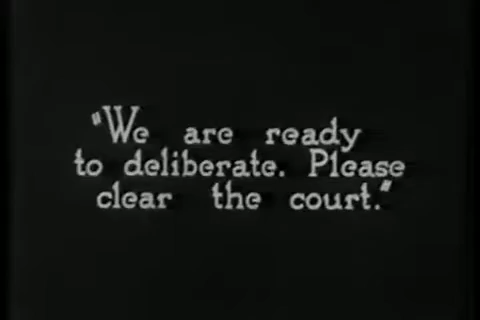 "We are ready
to deliberate. Please
clear the court."